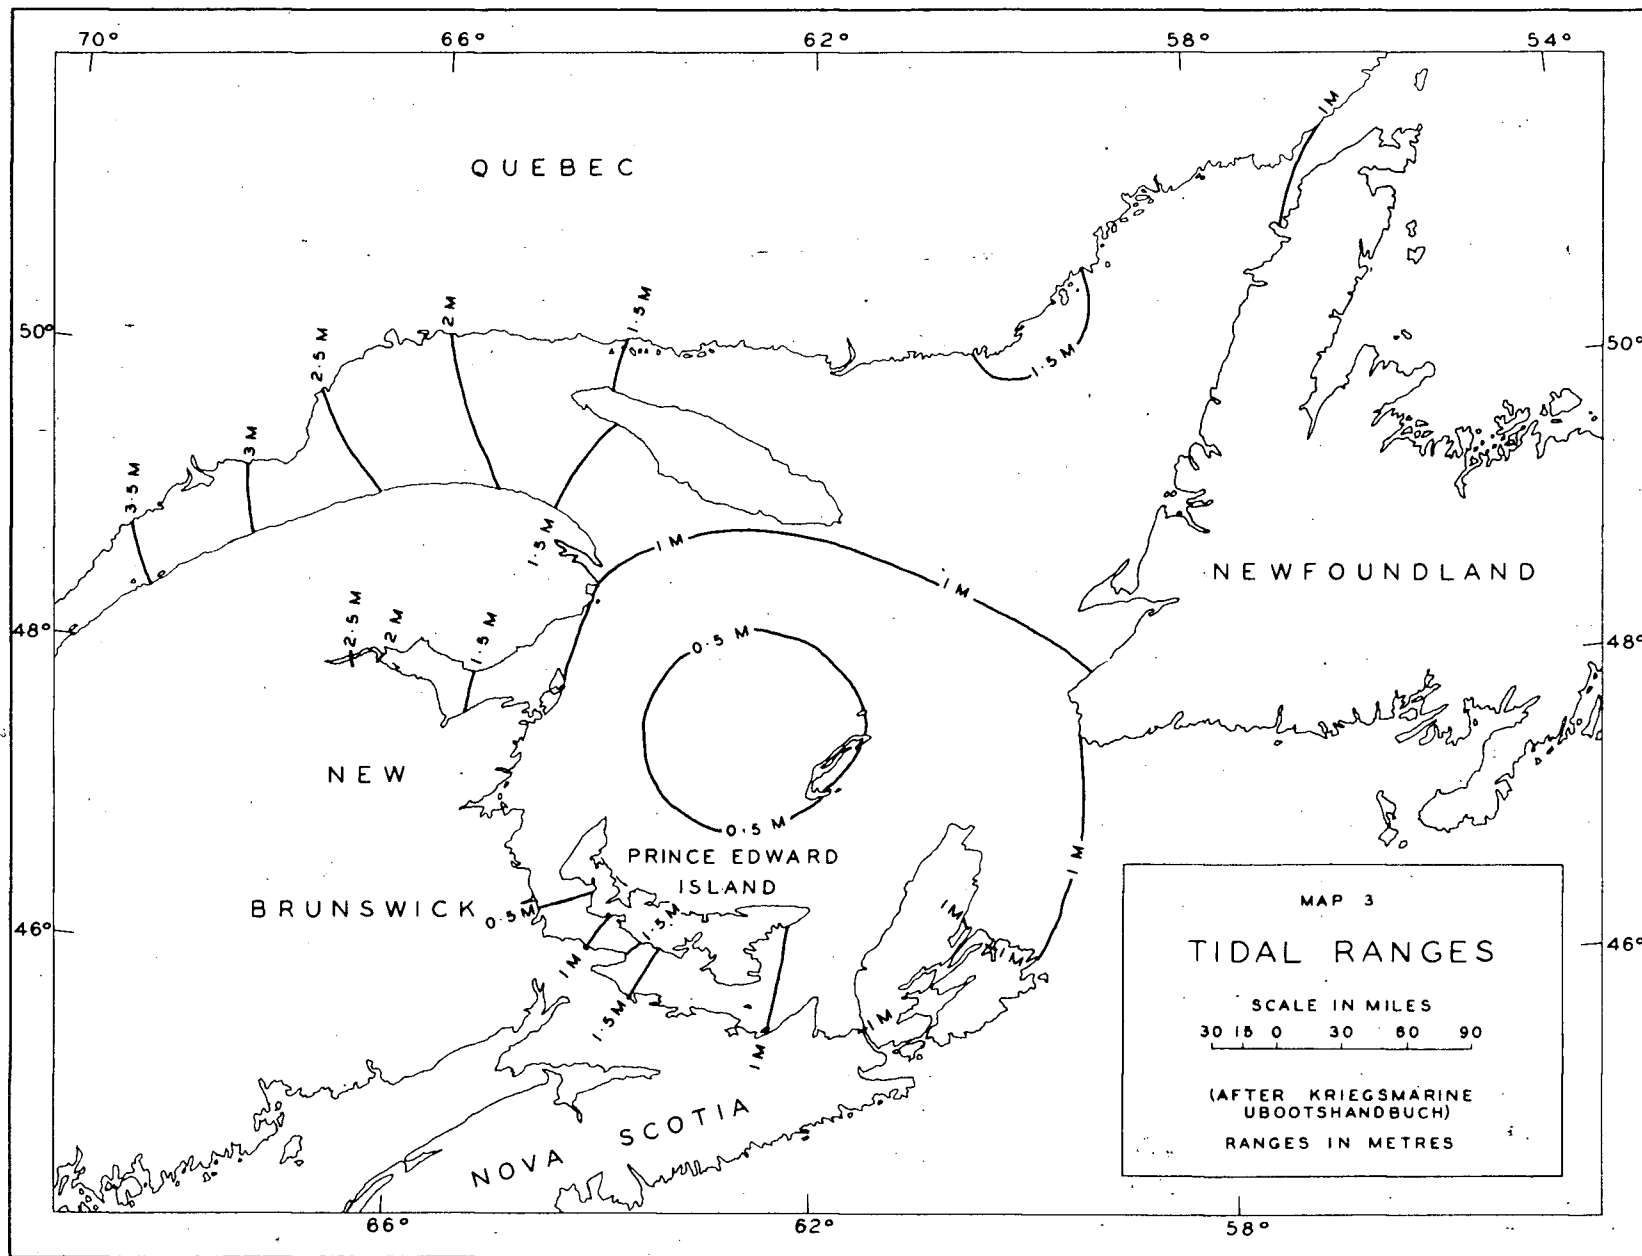 70° 66° 62° 58° 54°
1 M
QUEBEC
50° 2.5 M 2 M 1.5 M 50°
1.5 M
3 M
3.5 M
1.5 M
1 M
1 M
NEWFOUNDLAND
48° 2.5 M 2 M 1.5 M 48°
0.5 M
NEW
0.5 M
PRINCE EDWARD
ISLAND
1 M
BRUNSWICK
0.5 M
1.5 M
1 M
46° 46°
1 M
1 M
1.5 M
1 M
1 M
NOVA SCOTIA
MAP 3
TIDAL RANGES
SCALE IN MILES
30 15 0 30 60 90
(AFTER KRIEGSMARINE
UBOOTSHANDBUCH)
RANGES IN METRES
66° 62° 58°